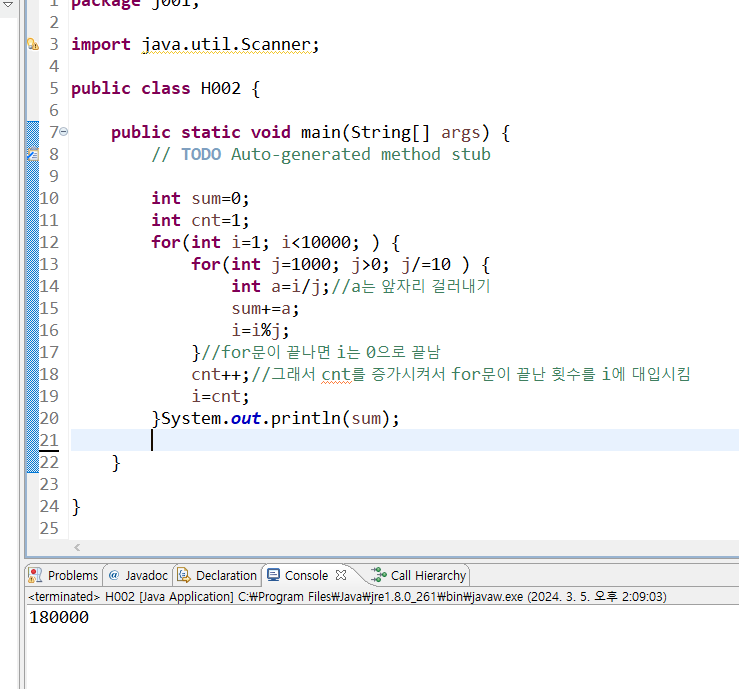 1 package j001;
2
3 import java.util.Scanner;
4
5 public class H002 {
6
7 public static void main(String[] args) {
8 // TODO Auto-generated method stub
9
10 int sum=0;
11 int cnt=1;
12 for(int i=1; i<10000; ) {
13 for(int j=1000; j>0; j/=10 ) {
14 int a=i/j;//a는 앞자리 걸러내기
15 sum+=a;
16 i=i%j;
17 }//for문이 끝나면 i는 0으로 끝남
18 cnt++;//그래서 cnt를 증가시켜서 for문이 끝난 횟수를 i에 대입시킴
19 i=cnt;
20 }System.out.println(sum);
21
22 }
23
24 }
25
Problems @ Javadoc Declaration Console Call Hierarchy
<terminated> H002 [Java Application] C:₩Program Files₩Java₩jre1.8.0_261₩bin₩javaw.exe (2024. 3. 5. 오후 2:09:03)
180000